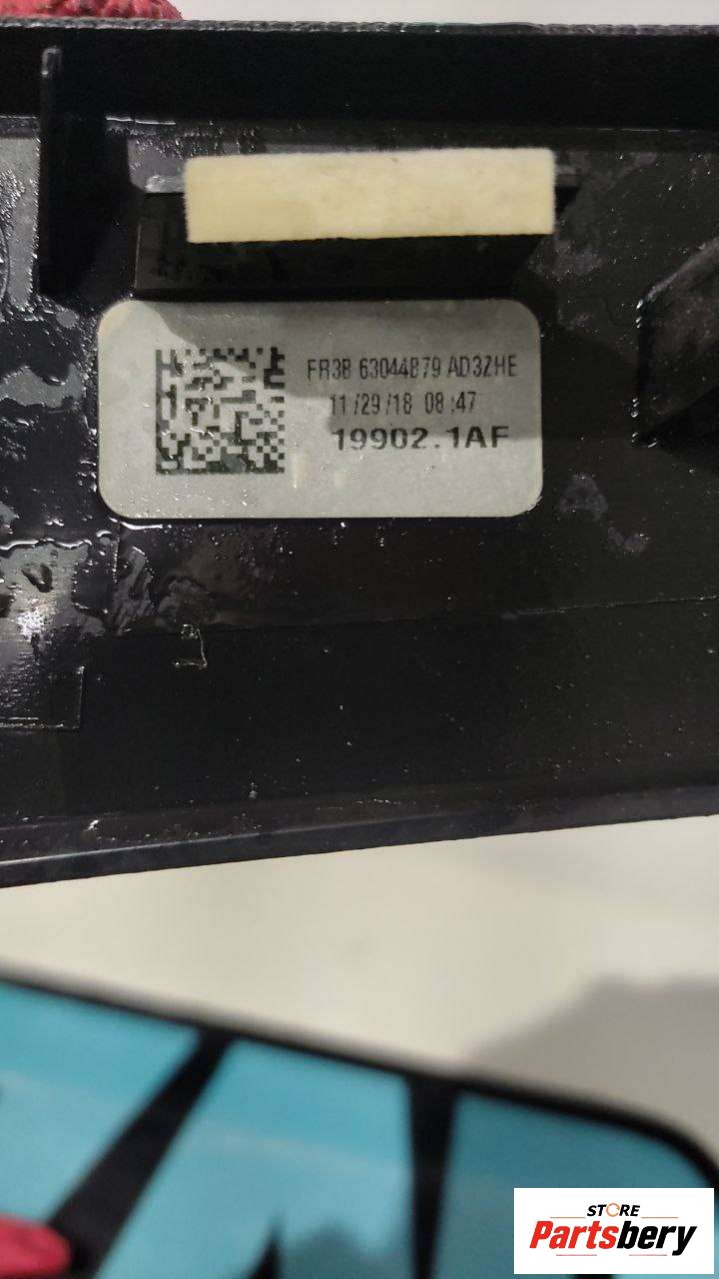 FR3B 63044B79 AD3ZHE
11/29/18 08:47
19902.1AF
STORE
Partsbery